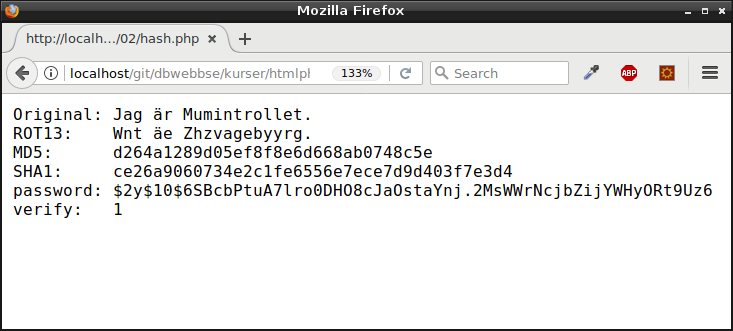 Mozilla Firefox
http://localh…/02/hash.php
localhost/git/dbwebbse/kurser/htmlph
133%
Search
ABP
Original: Jag är Mumintrollet.
ROT13: Wnt äe Zhzvagebyyrg.
MD5: d264a1289d05ef8f8e6d668ab0748c5e
SHA1: ce26a9060734e2c1fe6556e7ece7d9d403f7e3d4
password: $2y$10$6SBcbPtuA7lro0DHO8cJaOstaYnj.2MsWWrNcjbZijYWHyORt9Uz6
verify: 1